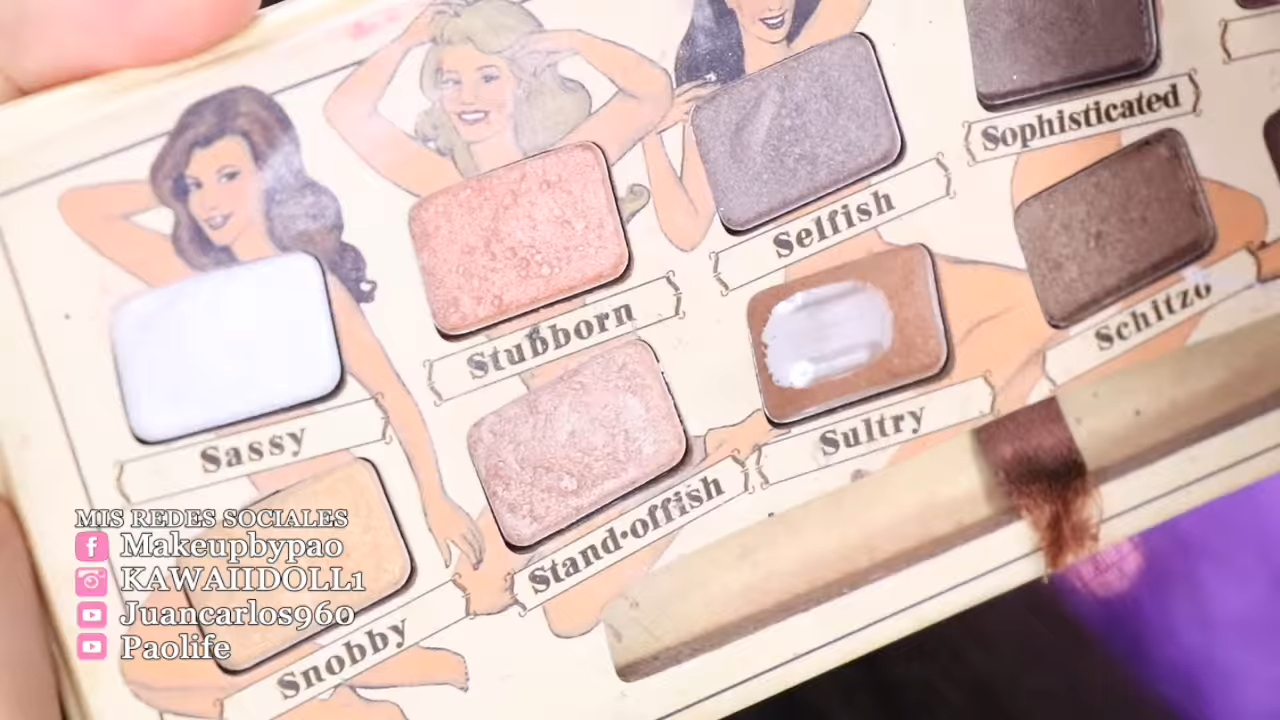 Sophisticated
Selfish
Stubborn
Schitzo
Sassy
Sultry
Stand·offish
Snobby
MIS REDES SOCIALES
Makeupbypao
KAWAIIDOLL1
Juancarlos960
Paolife